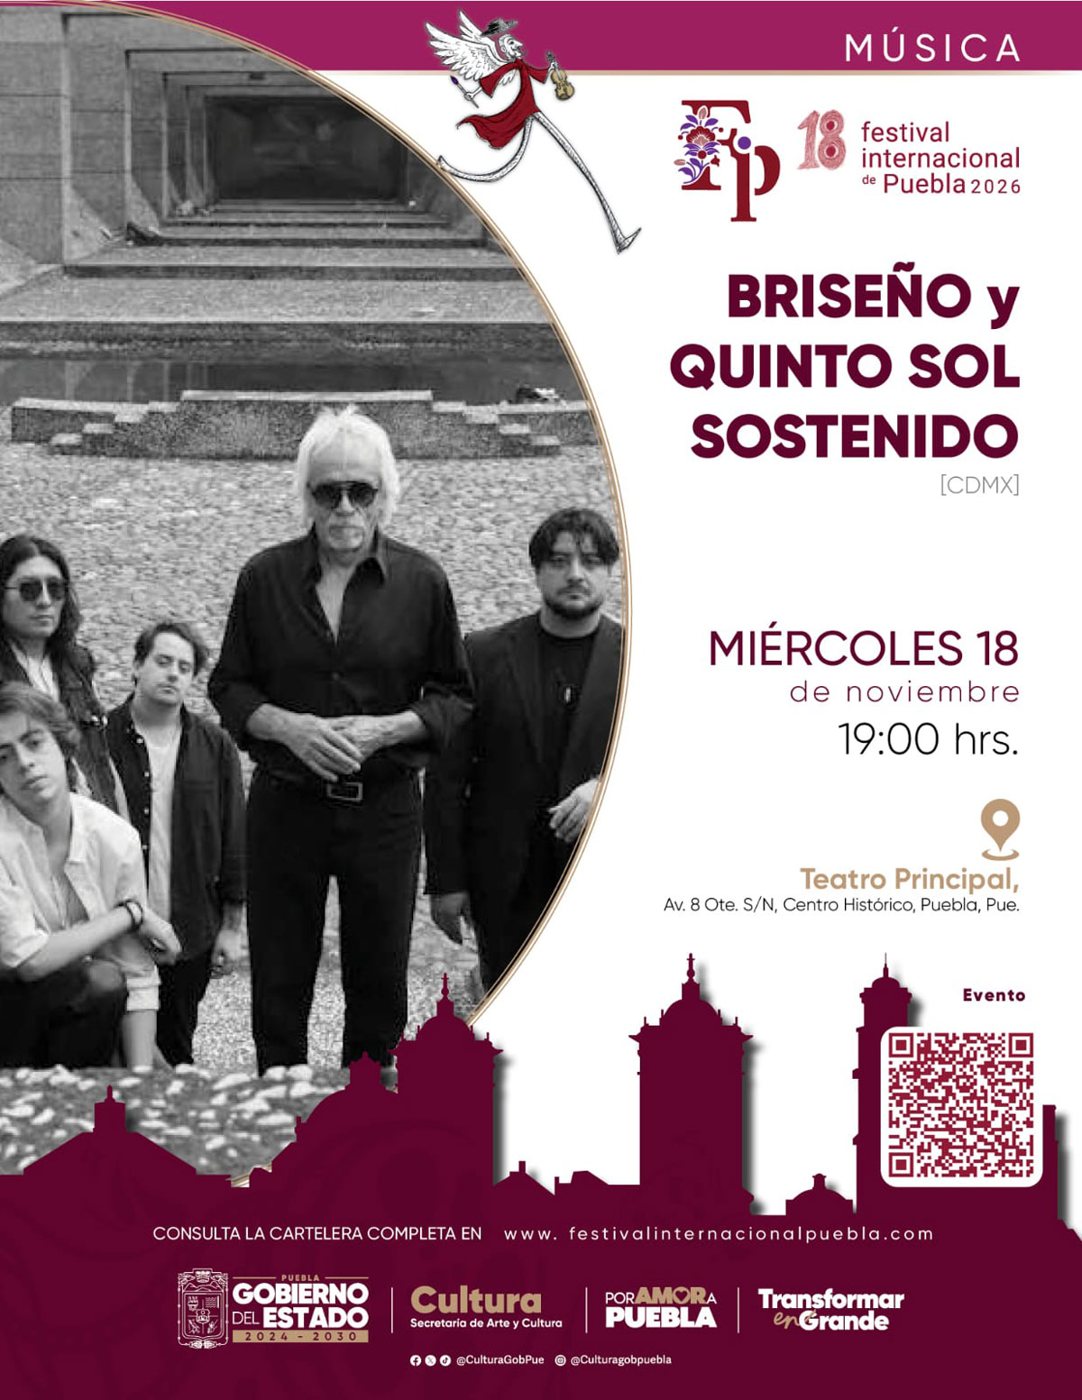 MÚSICA
Fip
18
festival
internacional
de Puebla 2026
BRISEÑO y
QUINTO SOL
SOSTENIDO
[CDMX]
MIÉRCOLES 18
de noviembre
19:00 hrs.
Teatro Principal,
Av. 8 Ote. S/N, Centro Histórico, Puebla, Pue.
Evento
CONSULTA LA CARTELERA COMPLETA EN www. festivalinternacionalpuebla.com
PUEBLA
GOBIERNO
DEL ESTADO
2024 - 2030
Cultura
Secretaría de Arte y Cultura
POR AMOR A
PUEBLA
Transformar
en Grande
@CulturaGobPue @Culturagobpuebla